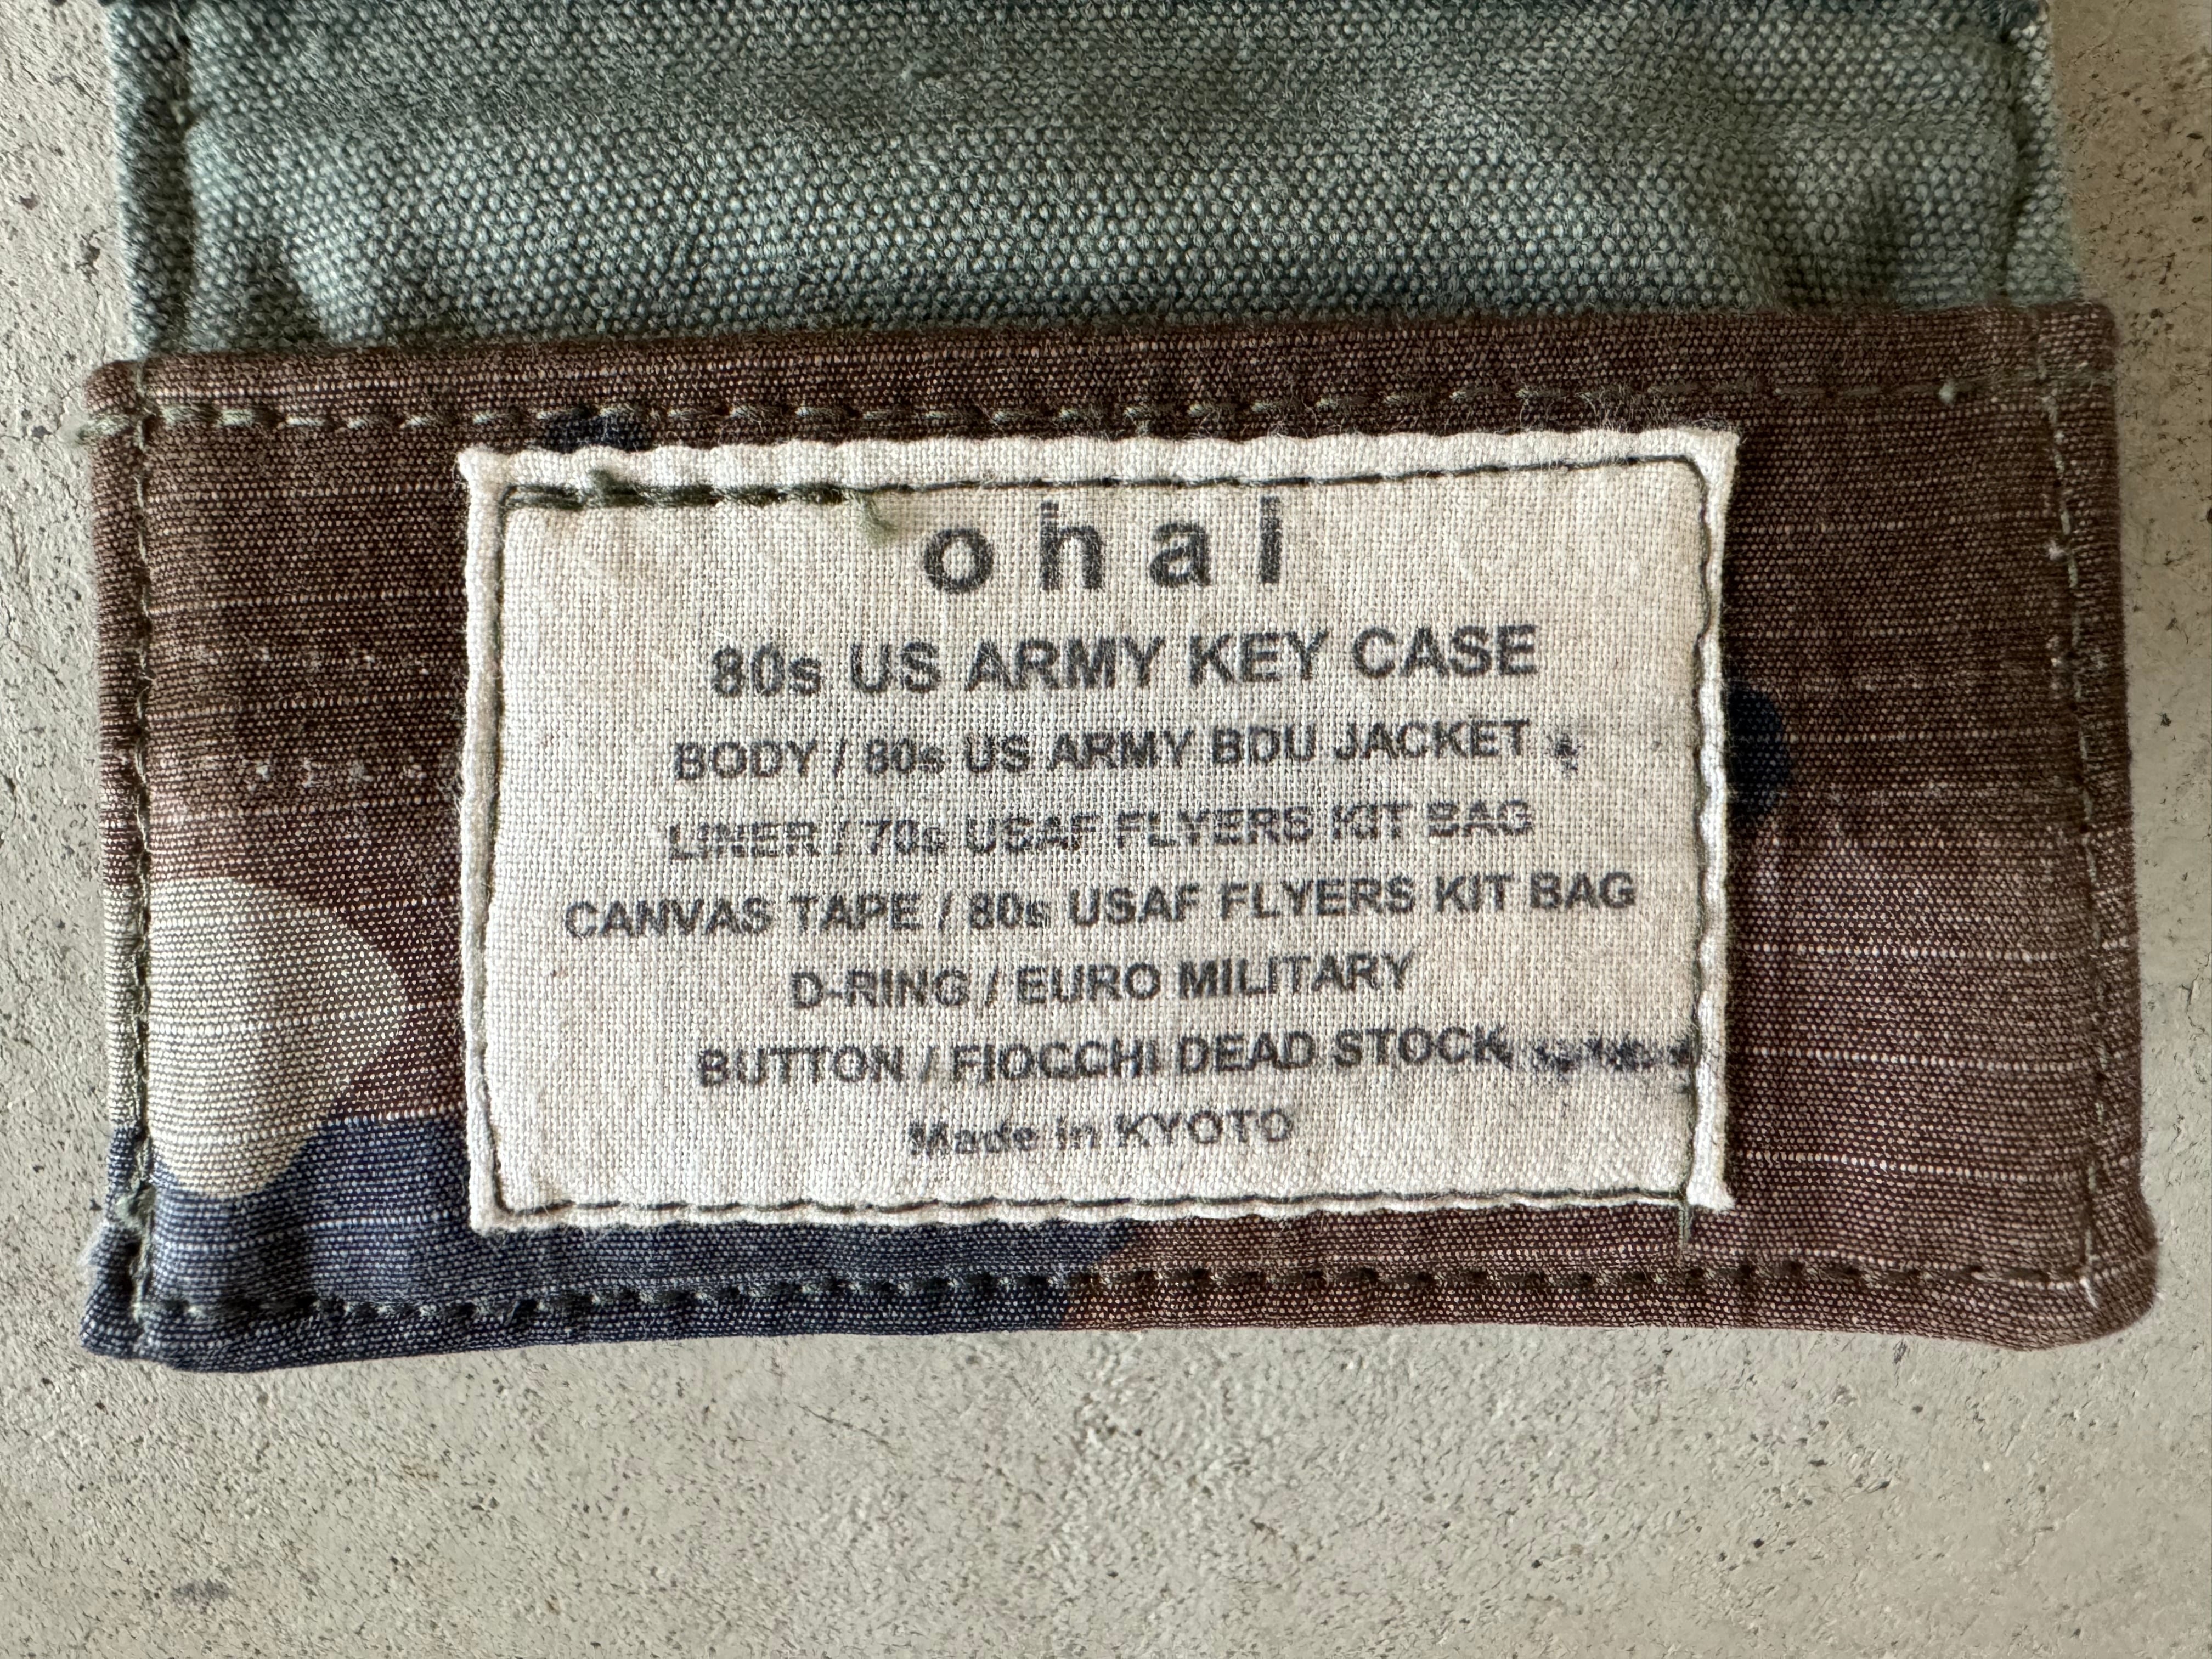 ohal
80s US ARMY KEY CASE
BODY / 80s US ARMY BDU JACKET
LINER / 70s USAF FLYERS KIT BAG
CANVAS TAPE / 80s USAF FLYERS KIT BAG
D-RING / EURO MILITARY
BUTTON / FIOCCHI DEAD STOCK
Made in KYOTO